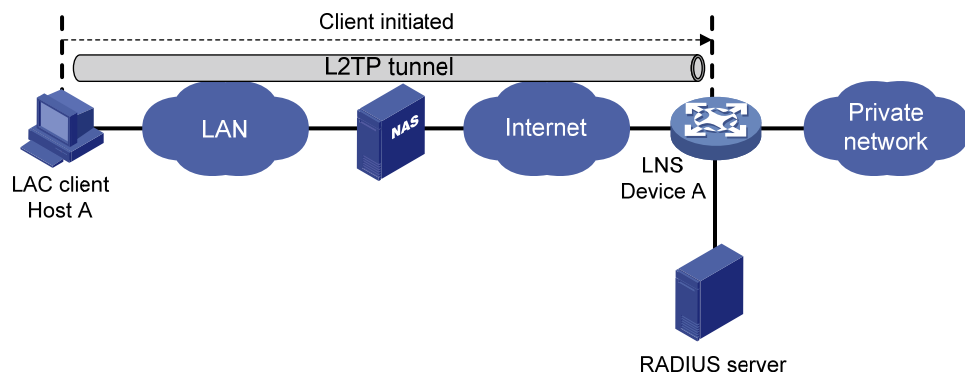 Client initiated
L2TP tunnel
LAN
NAS
Internet
Private
network
LAC client
Host A
LNS
Device A
RADIUS server